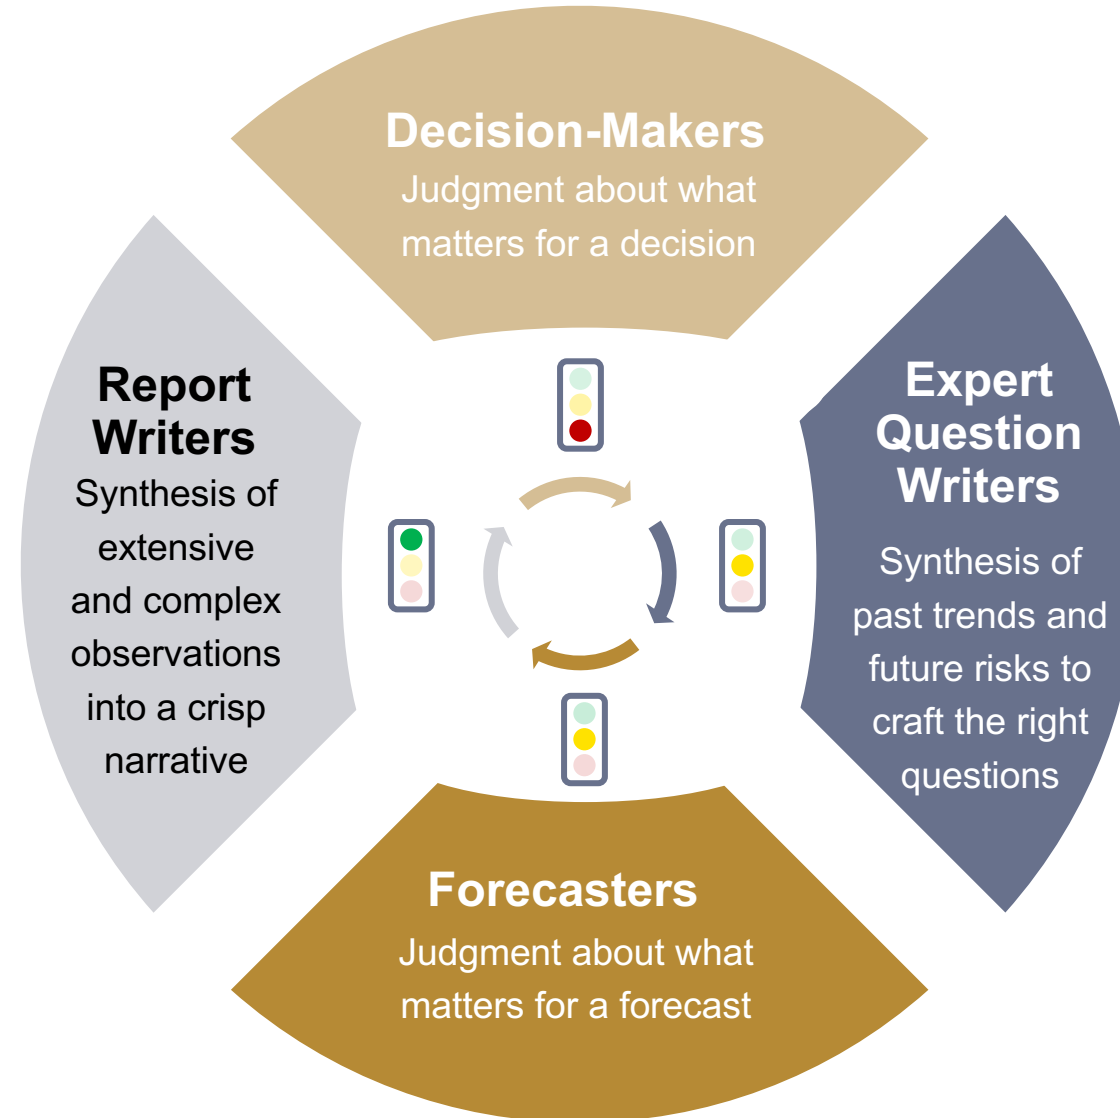 Decision-Makers
Judgment about what
matters for a decision
Expert
Question
Writers
Synthesis of
past trends and
future risks to
craft the right
questions
Forecasters
Judgment about what
matters for a forecast
Report
Writers
Synthesis of
extensive
and complex
observations
into a crisp
narrative